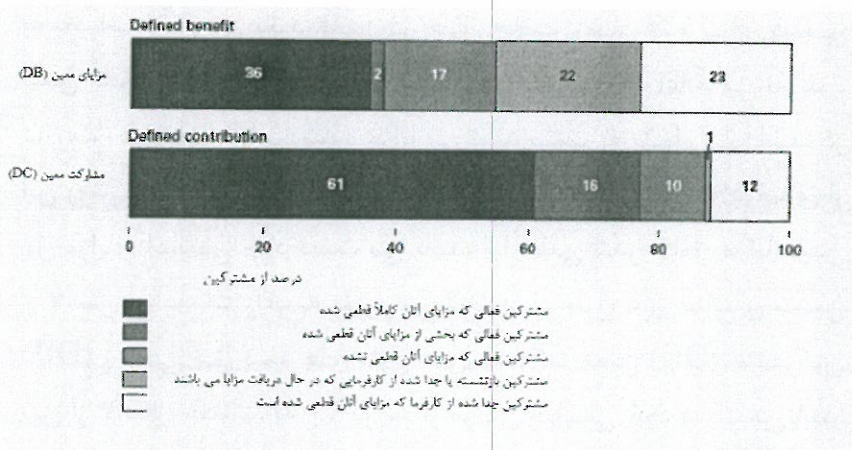 Defined benefit
مزایای معین (DB)
36 2 17 22 23
Defined contribution
1
مشارکت معین (DC)
61 16 10 12
0 20 40 60 80 100
درصد از مشترکین
مشترکین فعالی که مزایای آنان کاملاً قطعی شده
مشترکین فعالی که بخشی از مزایای آنان قطعی شده
مشترکین فعالی که مزایای آنان قطعی نشده
مشترکین بازنشسته یا جدا شده از کارفرمایی که در حال دریافت مزایا می باشند
مشترکین جدا شده از کارفرما که مزایای آنان قطعی شده است